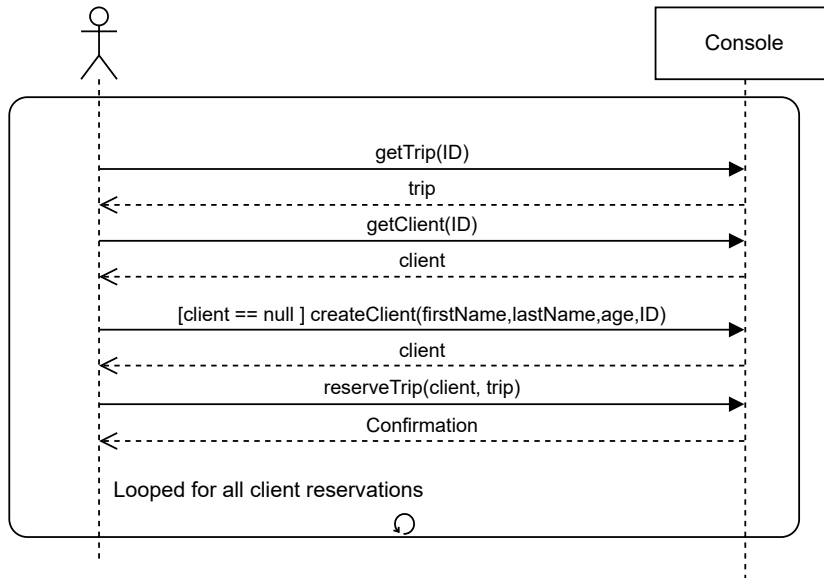 Console
getTrip(ID)
trip
getClient(ID)
client
[client == null ] createClient(firstName,lastName,age,ID)
client
reserveTrip(client, trip)
Confirmation
Looped for all client reservations